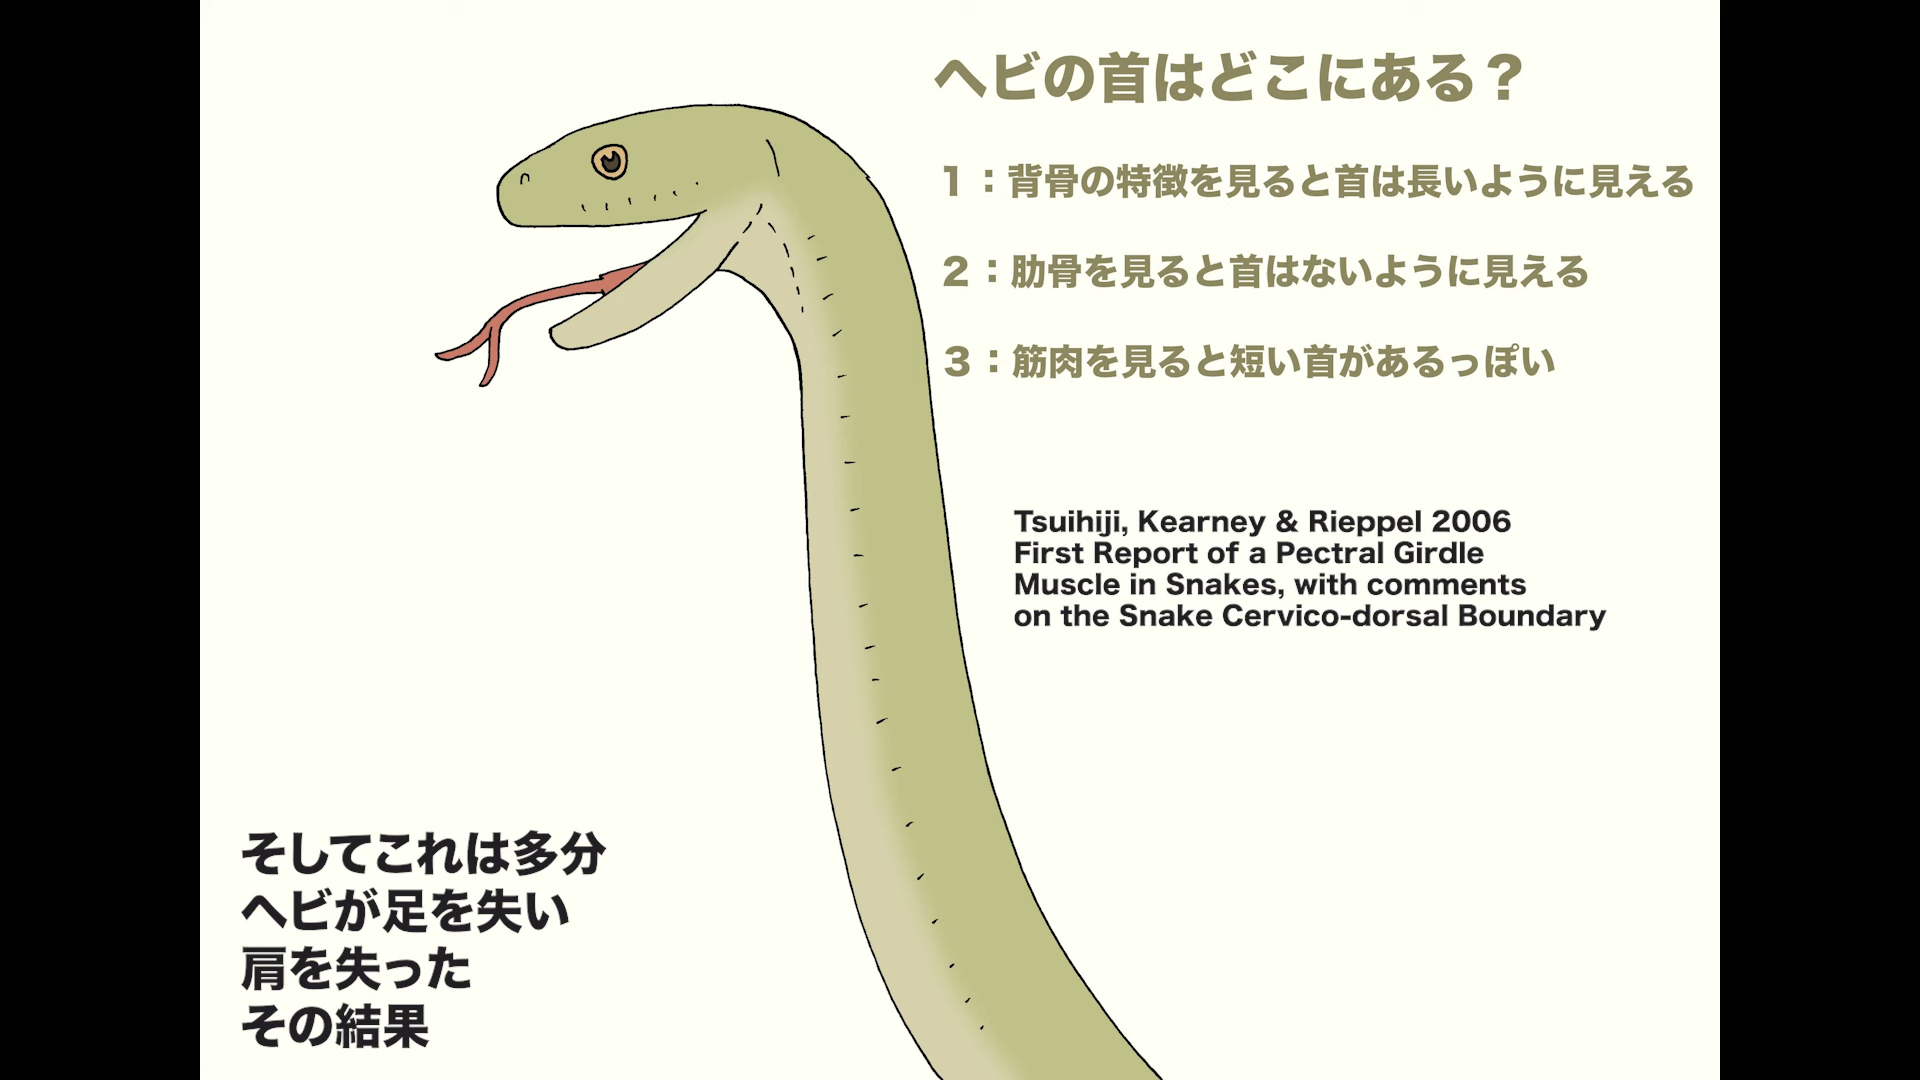 ヘビの首はどこにある？
１：背骨の特徴を見ると首は長いように見える
２：肋骨を見ると首はないように見える
３：筋肉を見ると短い首があるっぽい
Tsuihiji, Kearney & Rieppel 2006
First Report of a Pectral Girdle
Muscle in Snakes, with comments
on the Snake Cervico-dorsal Boundary
そしてこれは多分
ヘビが足を失い
肩を失った
その結果